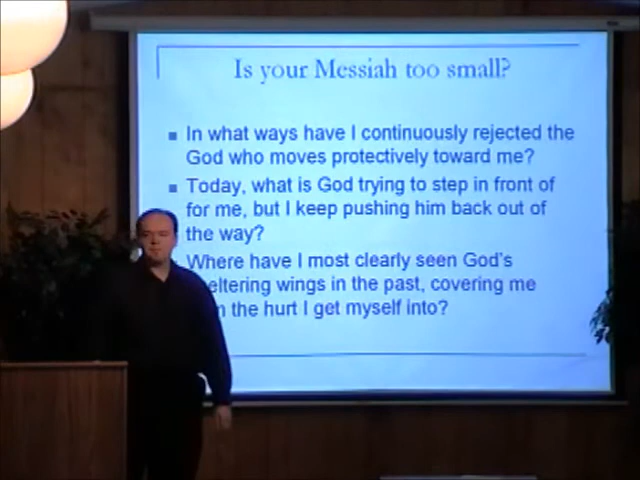 Is your Messiah too small?
In what ways have I continuously rejected the
God who moves protectively toward me?
Today, what is God trying to step in front of
for me, but I keep pushing him back out of
the way?
Where have I most clearly seen God's
eltering wings in the past, covering me
the hurt I get myself into?